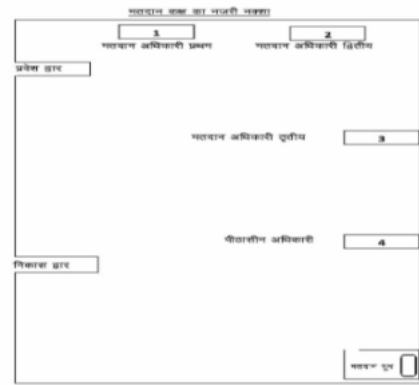 मतदान कक्ष का नजरी नक्शा
1
2
मतदान अधिकारी प्रथम
मतदान अधिकारी द्वितीय
प्रवेश द्वार
मतदान अधिकारी तृतीय
3
पीठासीन अधिकारी
4
निकास द्वार
मतदान बूथ